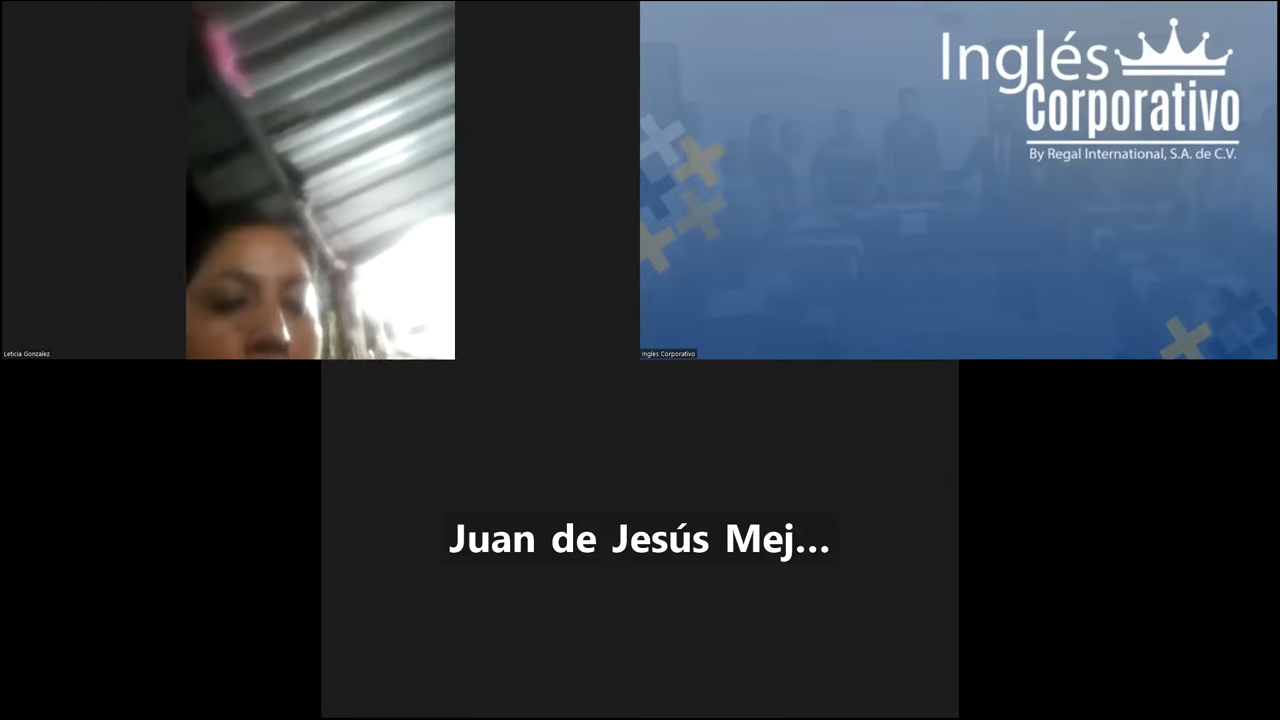 Inglés
Corporativo
By Regal International, S.A. de C.V.
Leticia Gonzalez
Ingles Corporativo
Juan de Jesús Mej...